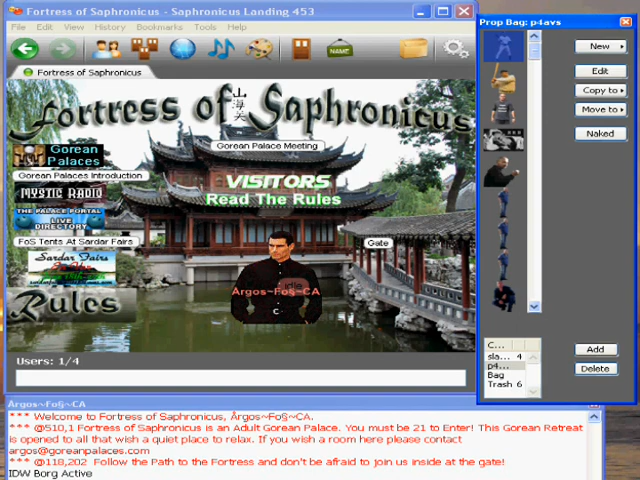 Fortress of Saphronicus - Saphronicus Landing 453
File Edit View History Bookmarks Tools Help
NAME
Fortress of Saphronicus
Fortress of Saphronicus
山海关
Gorean Palaces
Gorean Palace Meeting
Gorean Palaces Introduction
MYSTIC RADIO
VISITORS
Read The Rules
THE PALACE PORTAL
LIVE DIRECTORY
FoS Tents At Sardar Fairs
Gate
Sardar Fairs
Rules
idle
Argos~Fo§~CA
C
Users: 1/4
Argos~Fo§~CA
*** Welcome to Fortress of Saphronicus, Årgos~Fo§~CA.
*** @510,1 Fortress of Saphronicus is an Adult Gorean Palace. You must be 21 to Enter! This Gorean Retreat
is opened to all that wish a quiet place to relax. If you wish a room here please contact
argos@goreanpalaces.com
*** @118,202 Follow the Path to the Fortress and don't be afraid to join us inside at the gate!
IDW Borg Active
Prop Bag: p4avs
New
Edit
Copy to
Move to
Naked
C...
sla... 4
p4...
Bag
Trash 6
Add
Delete